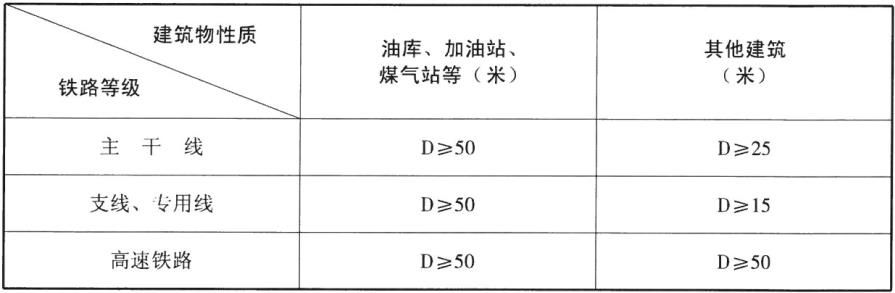 建筑物性质
铁路等级
油库、加油站、
煤气站等（米）
其他建筑
（米）
主 干 线
D≥50
D≥25
支线、专用线
D≥50
D≥15
高速铁路
D≥50
D≥50